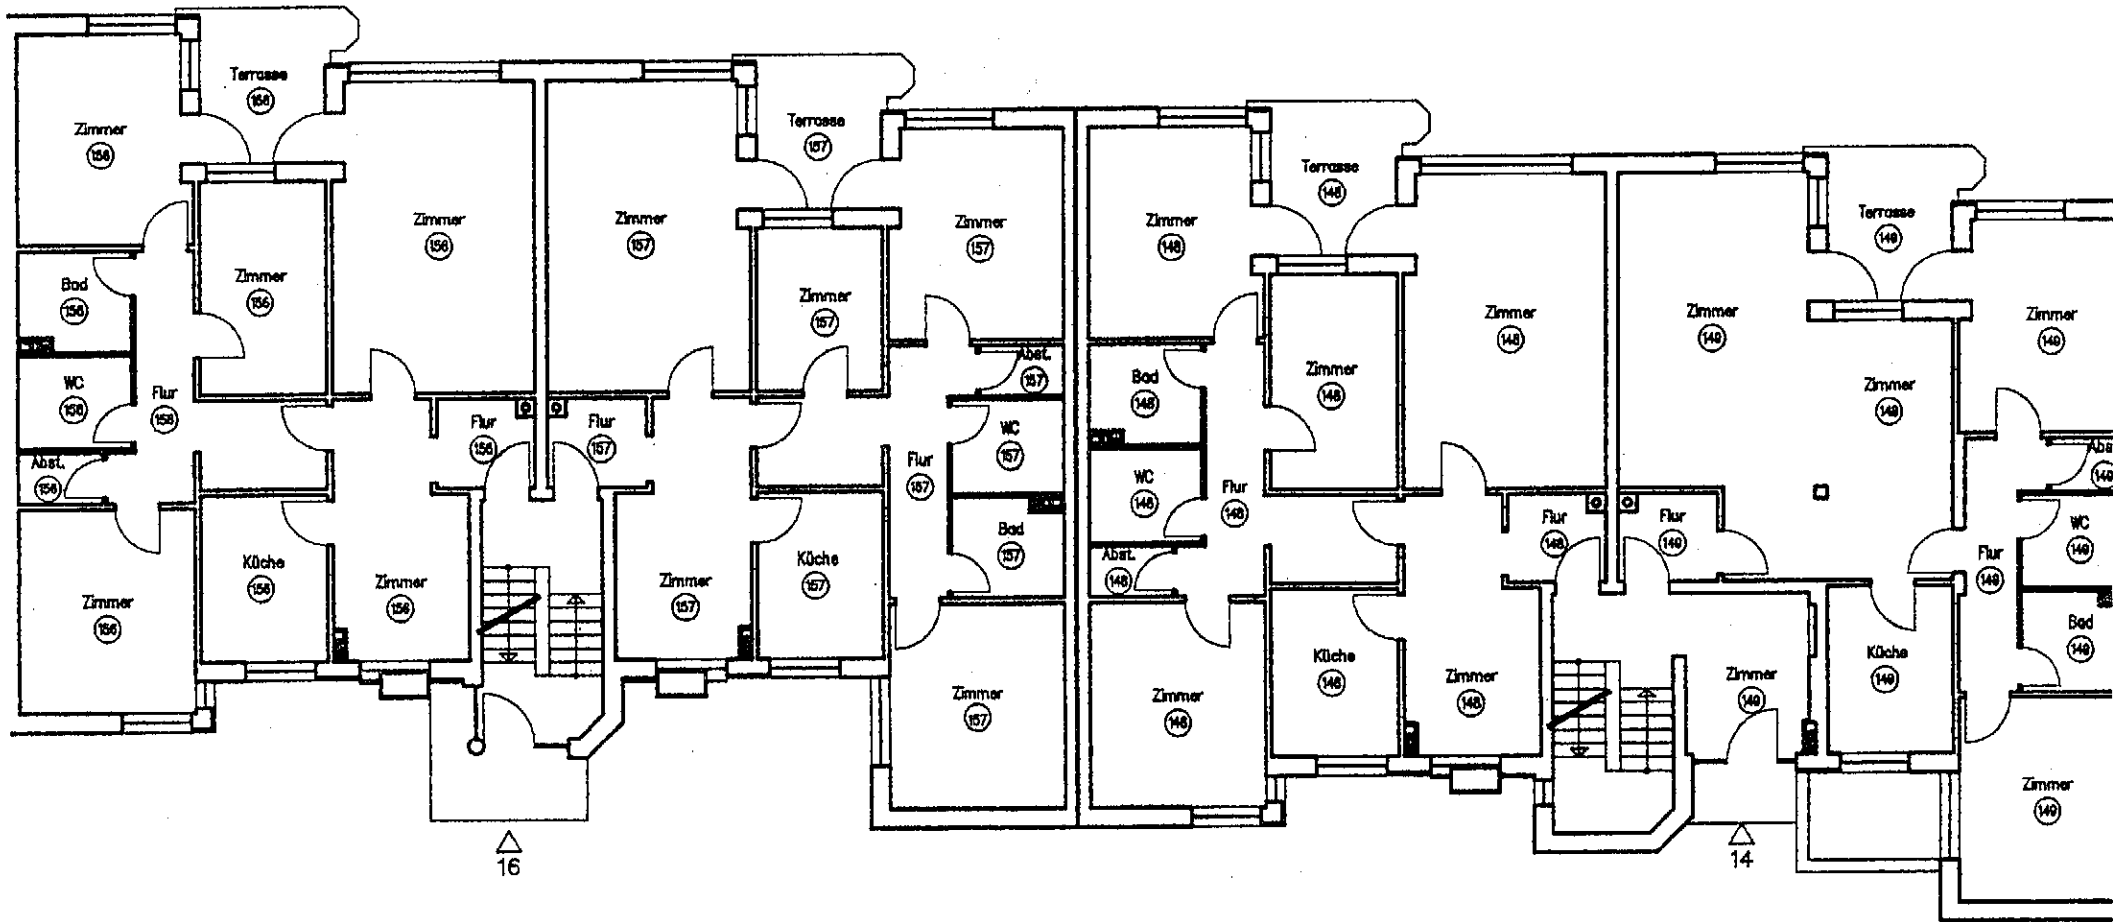 Terrasse
156
Zimmer
156
Zimmer
156
Zimmer
156
Bad
156
WC
156
Flur
156
Abst.
156
Zimmer
156
Küche
156
Zimmer
156
Flur
156
Terrasse
157
Zimmer
157
Zimmer
157
Zimmer
157
Flur
157
Abst.
157
WC
157
Flur
157
Bad
157
Zimmer
157
Küche
157
Zimmer
157
16
Terrasse
148
Zimmer
148
Zimmer
148
Zimmer
148
Bad
148
WC
148
Flur
148
Abst.
148
Zimmer
148
Küche
148
Zimmer
148
Flur
148
Terrasse
149
Zimmer
149
Zimmer
149
Zimmer
149
Flur
149
Abst
149
WC
149
Flur
149
Bad
149
Zimmer
149
Küche
149
Zimmer
149
14